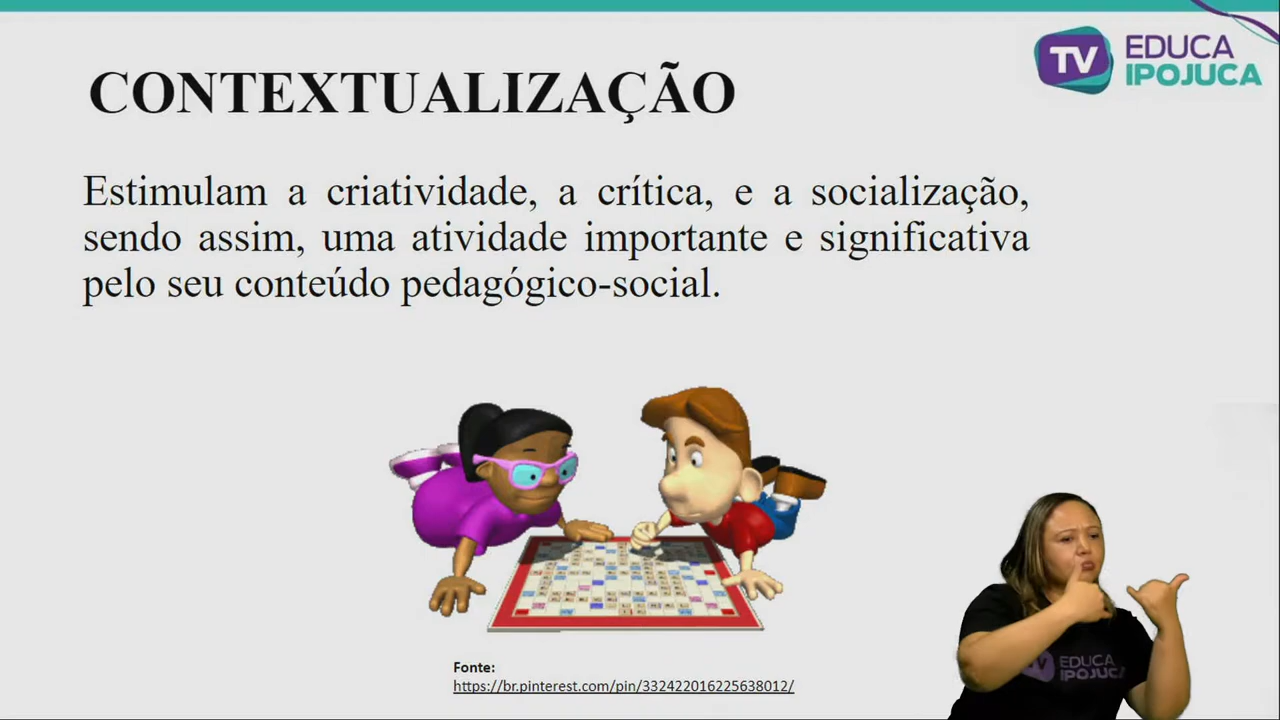 TV EDUCA
IPOJUCA
CONTEXTUALIZAÇÃO
Estimulam a criatividade, a crítica, e a socialização,
sendo assim, uma atividade importante e significativa
pelo seu conteúdo pedagógico-social.
Fonte:
https://br.pinterest.com/pin/332422016225638012/
TV EDUCA
IPOJUCA